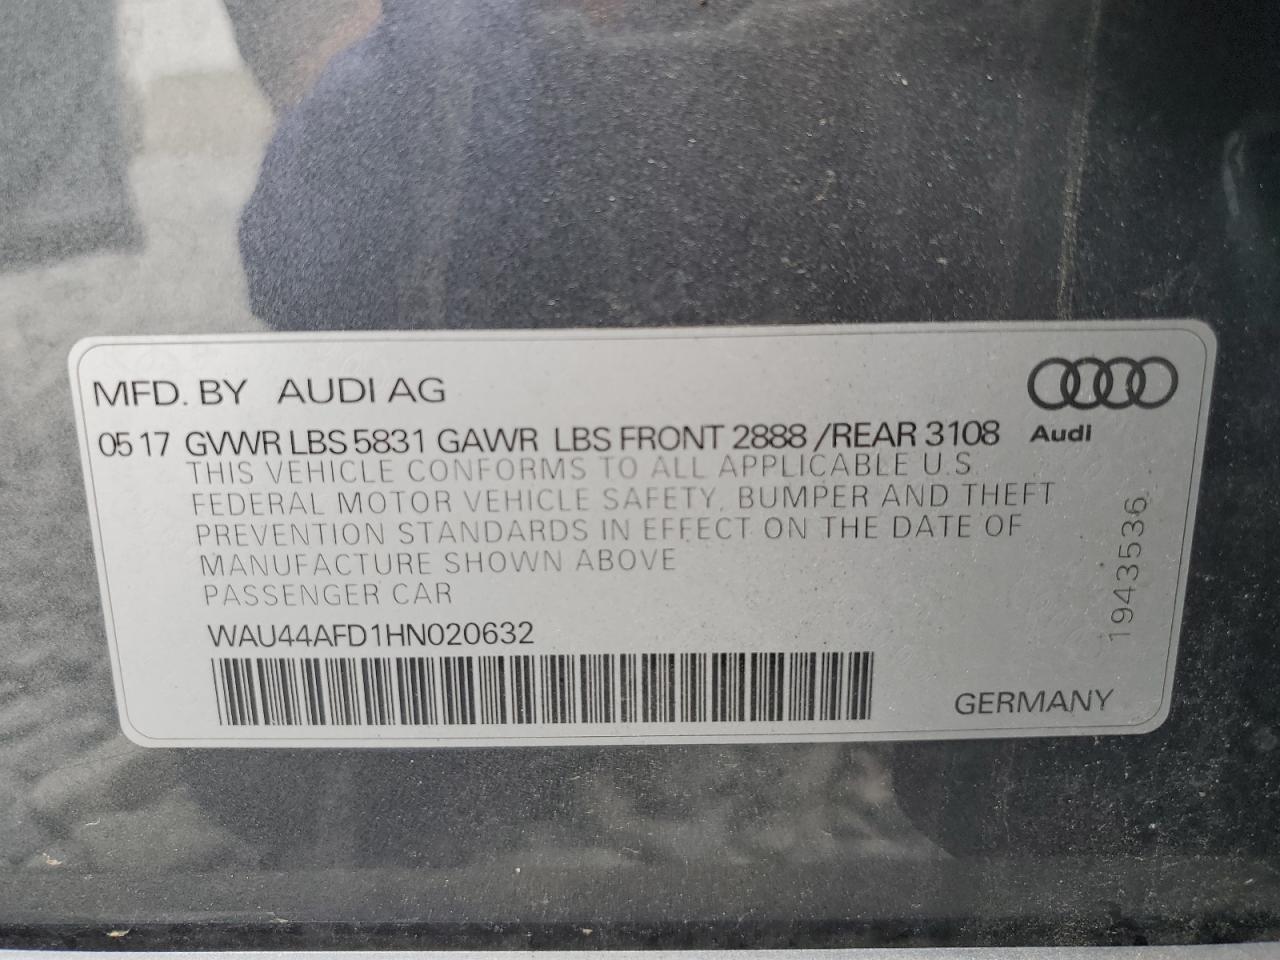 MFD. BY AUDI AG
05 17 GVWR LBS 5831 GAWR LBS FRONT 2888 /REAR 3108
Audi
THIS VEHICLE CONFORMS TO ALL APPLICABLE U.S.
FEDERAL MOTOR VEHICLE SAFETY, BUMPER AND THEFT
PREVENTION STANDARDS IN EFFECT ON THE DATE OF
MANUFACTURE SHOWN ABOVE
PASSENGER CAR
WAU44AFD1HN020632
GERMANY
1943536